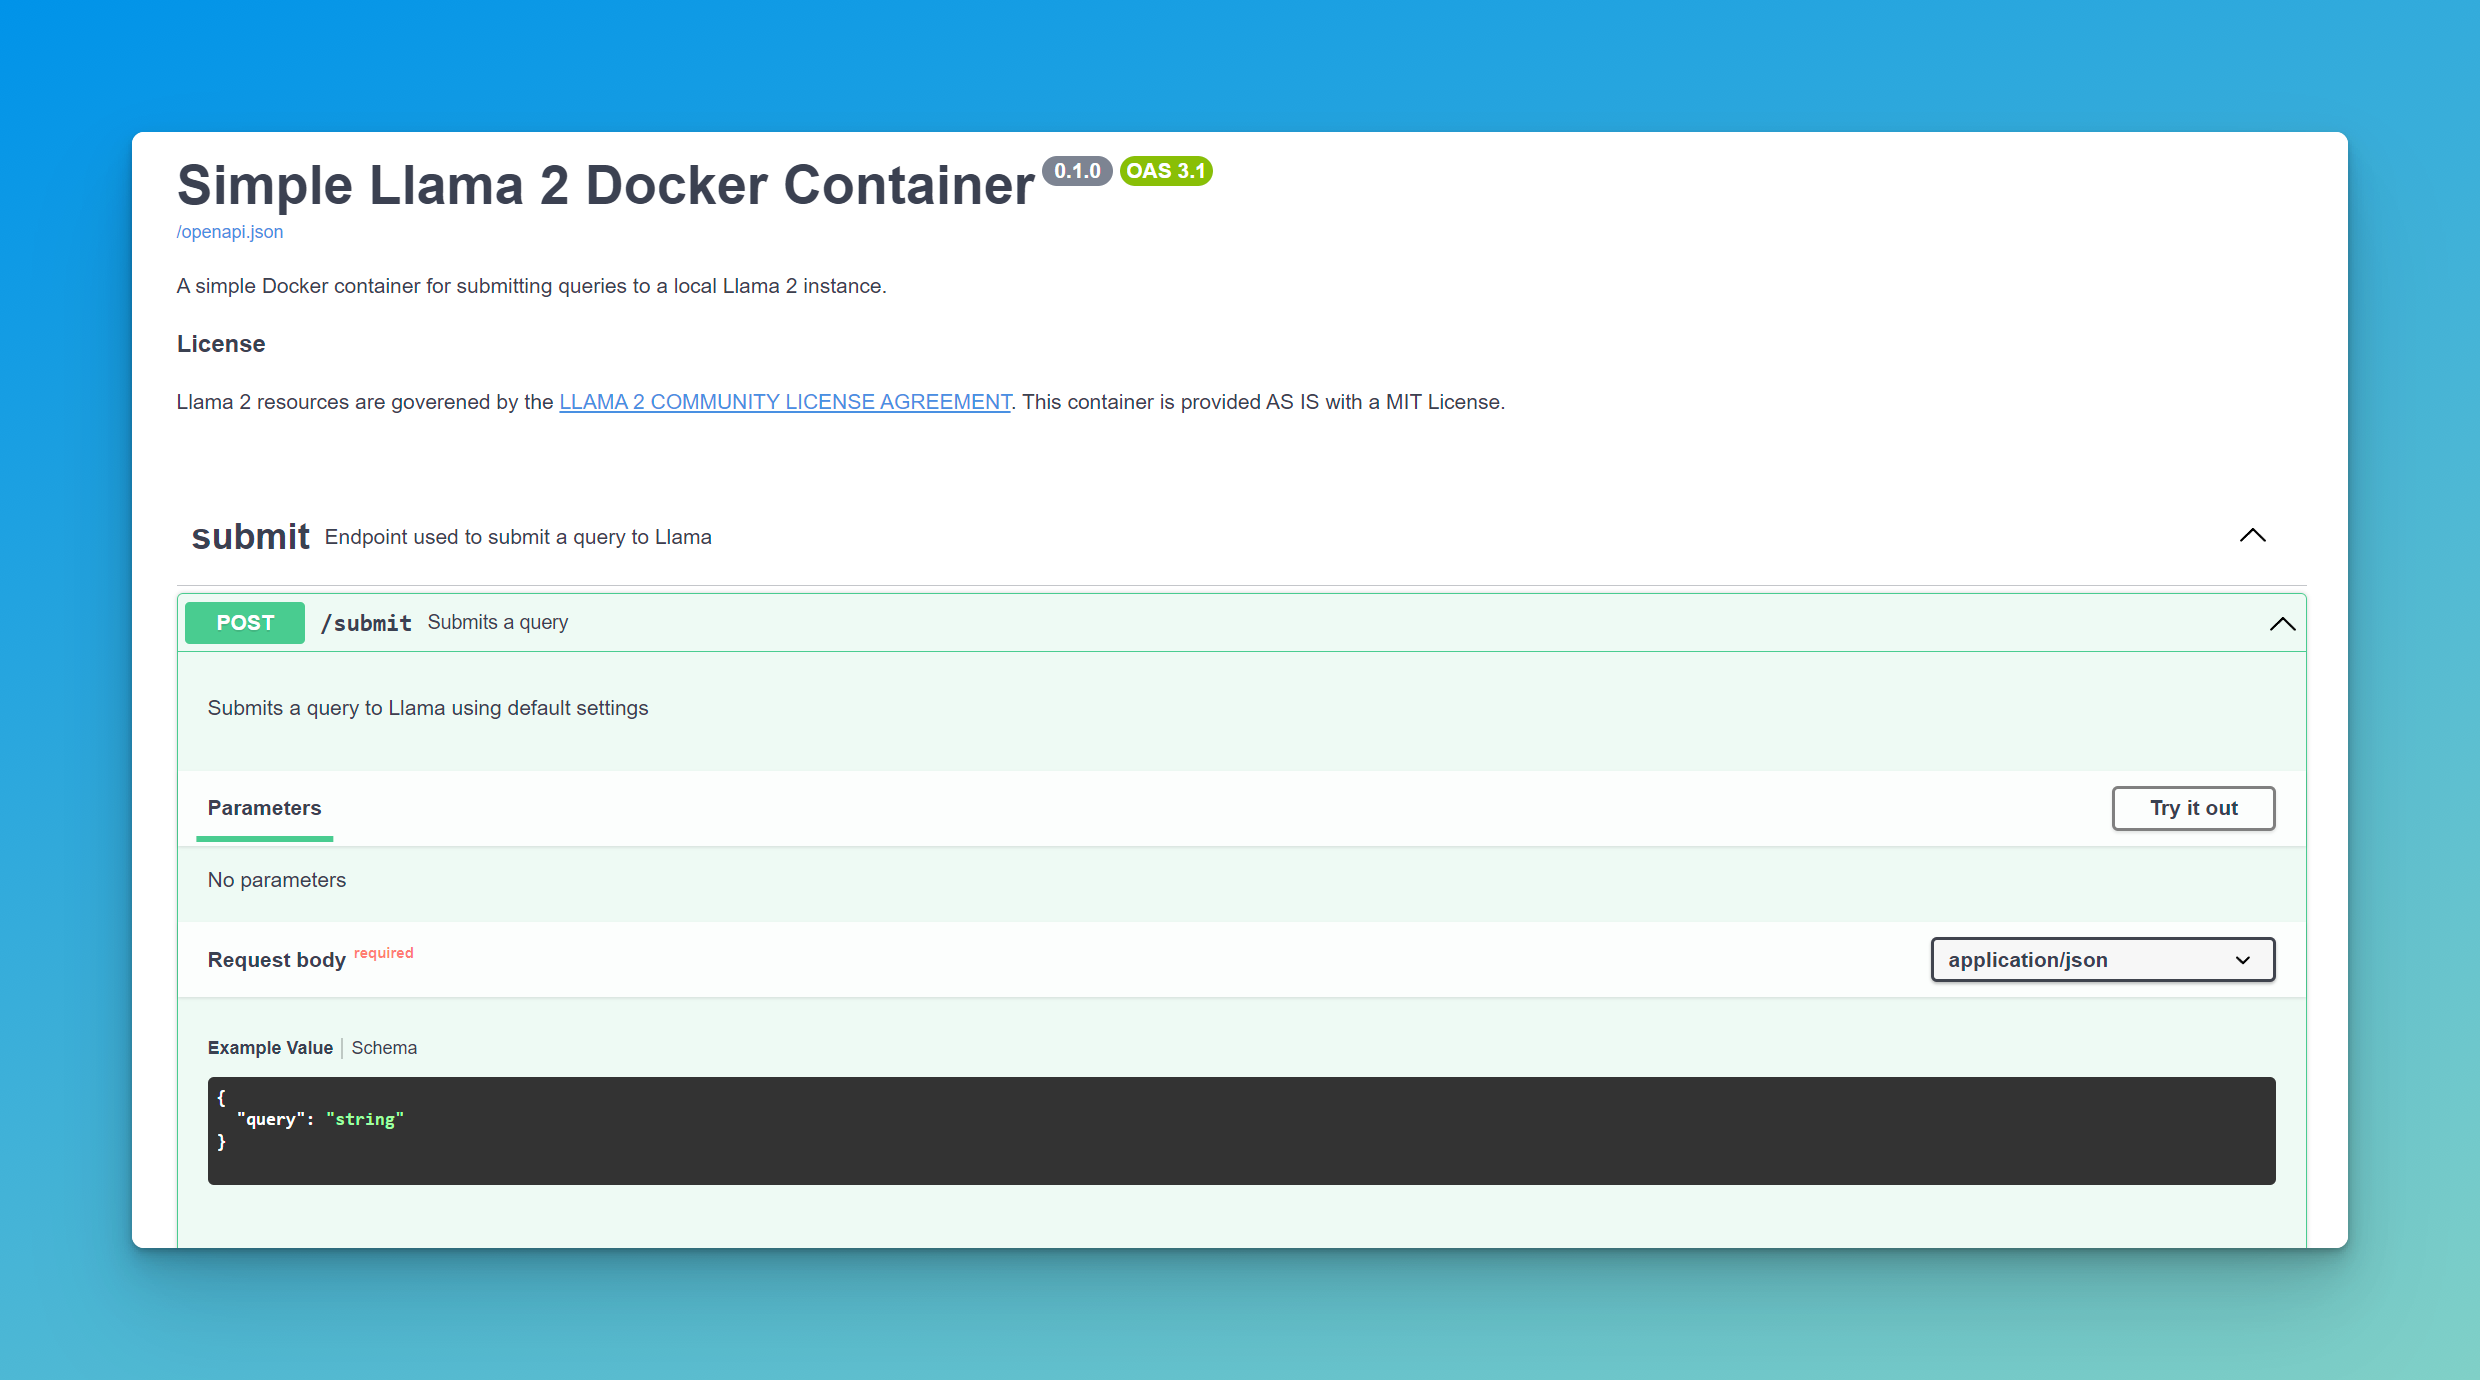 Simple Llama 2 Docker Container 0.1.0 OAS 3.1
/openapi.json
A simple Docker container for submitting queries to a local Llama 2 instance.
License
Llama 2 resources are goverened by the LLAMA 2 COMMUNITY LICENSE AGREEMENT. This container is provided AS IS with a MIT License.
submit Endpoint used to submit a query to Llama
POST /submit Submits a query
Submits a query to Llama using default settings
Parameters Try it out
No parameters
Request body required application/json
Example Value Schema
{
"query": "string"
}